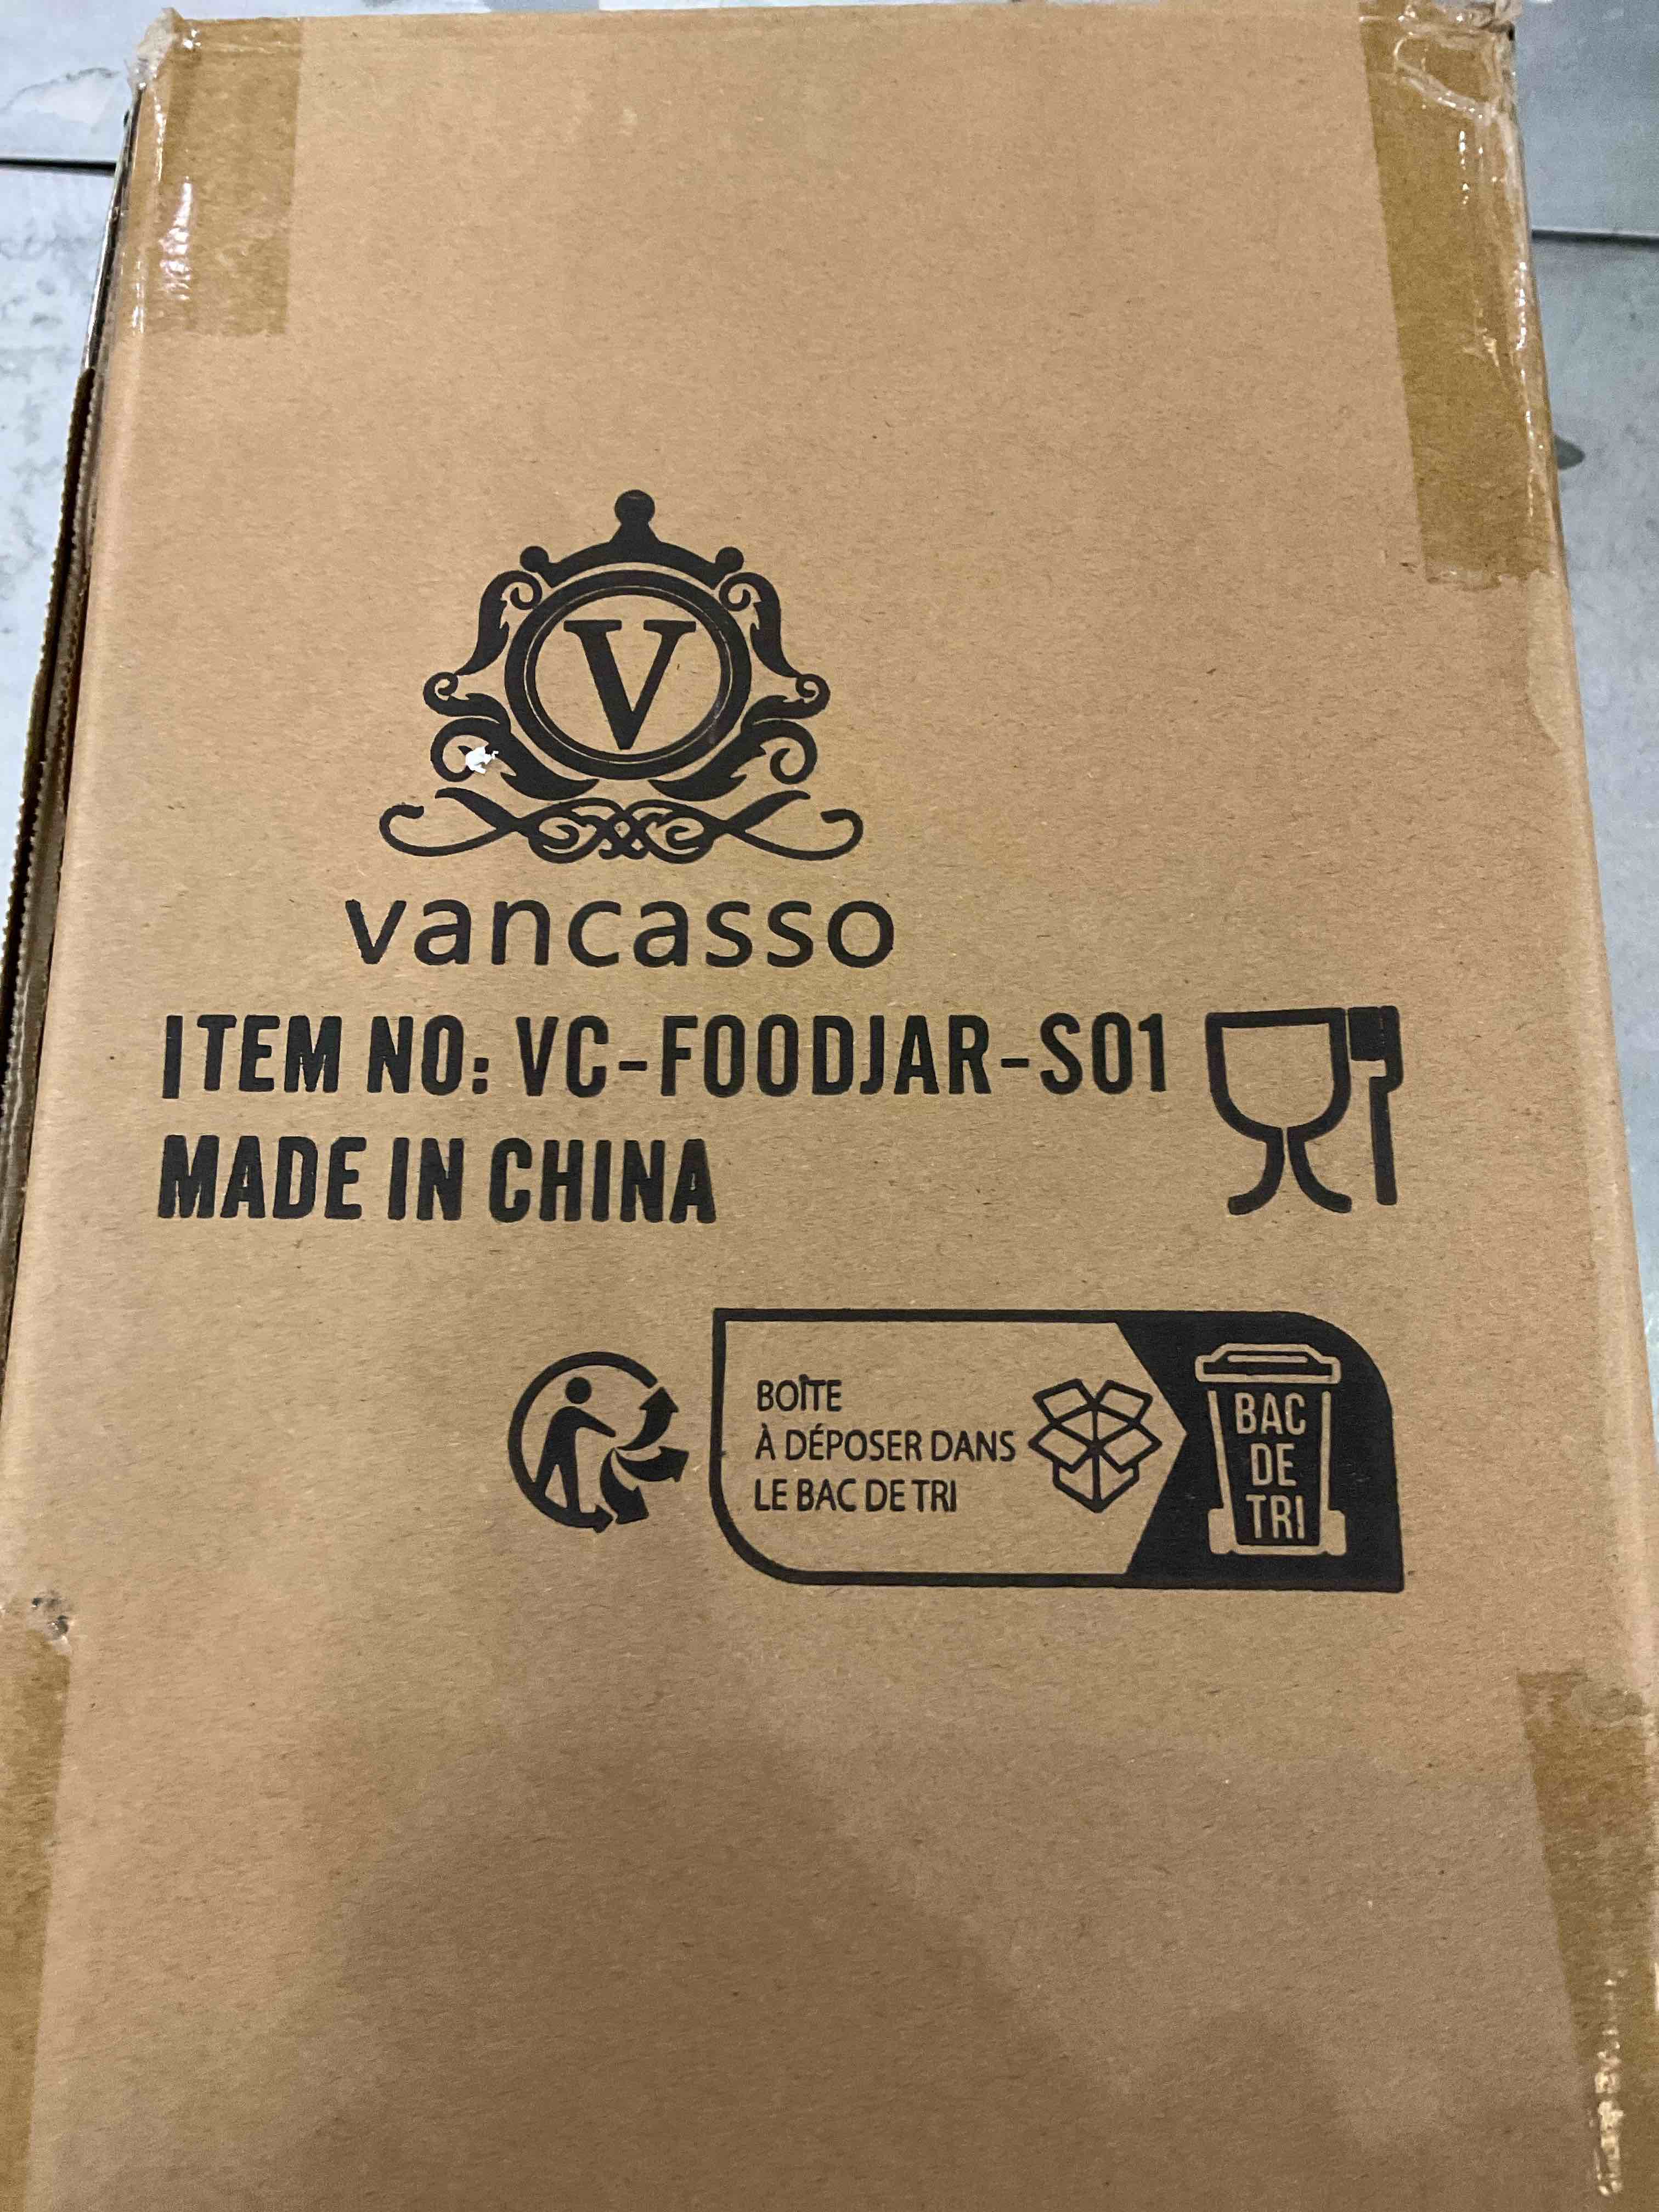 V
vancasso
ITEM NO: VC-FOODJAR-S01
MADE IN CHINA
BOÎTE
À DÉPOSER DANS
LE BAC DE TRI
BAC
DE
TRI